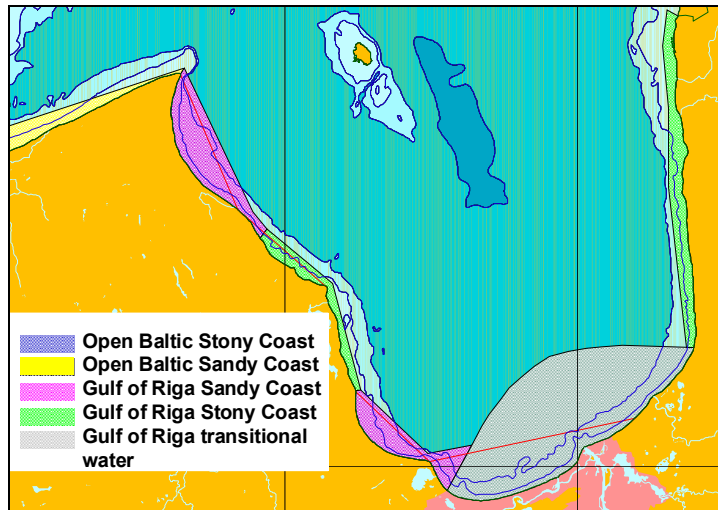 Open Baltic Stony Coast
Open Baltic Sandy Coast
Gulf of Riga Sandy Coast
Gulf of Riga Stony Coast
Gulf of Riga transitional
water